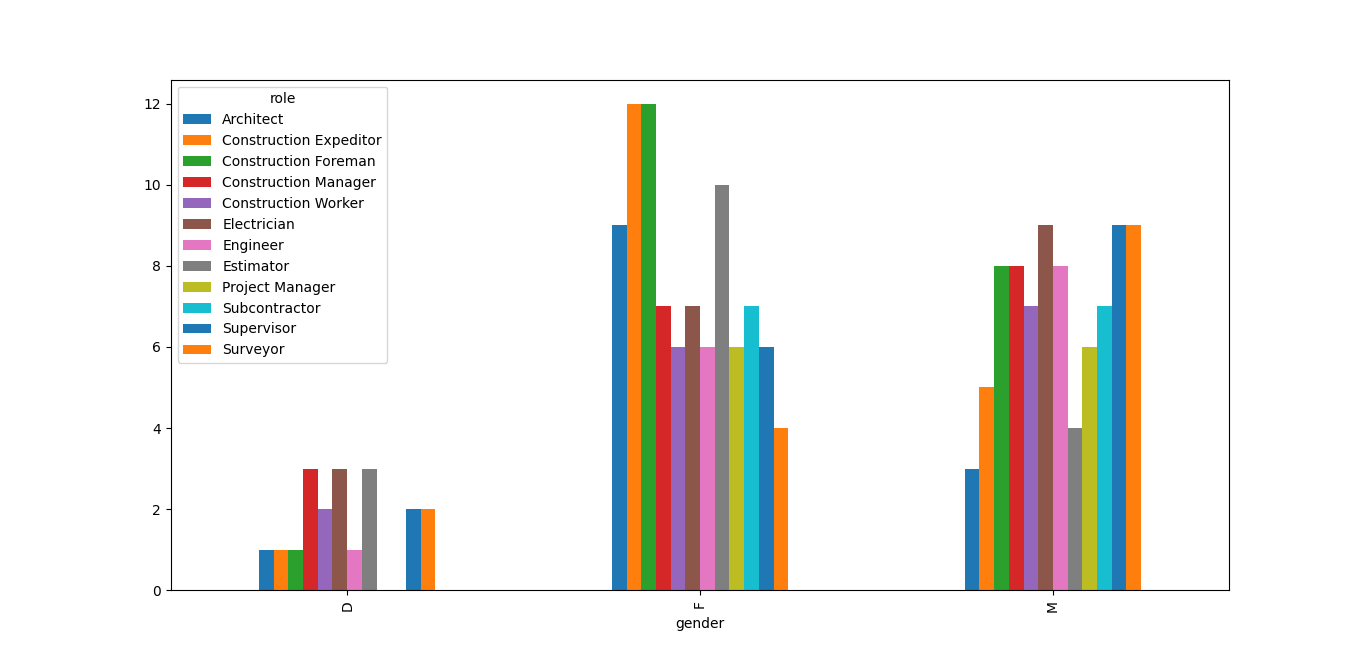 role
Architect
Construction Expeditor
Construction Foreman
Construction Manager
Construction Worker
Electrician
Engineer
Estimator
Project Manager
Subcontractor
Supervisor
Surveyor
12
10
8
6
4
2
0
D F M
gender